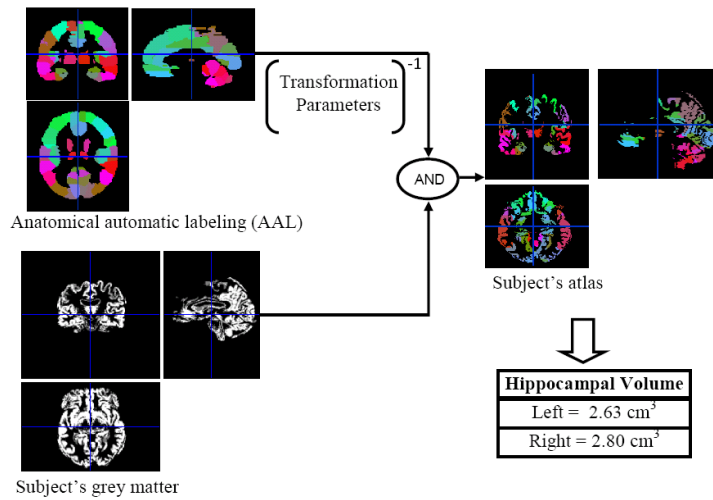 -1
Transformation
Parameters
AND
Anatomical automatic labeling (AAL)
Subject's atlas
Hippocampal Volume
Left = 2.63 cm³
Right = 2.80 cm³
Subject's grey matter